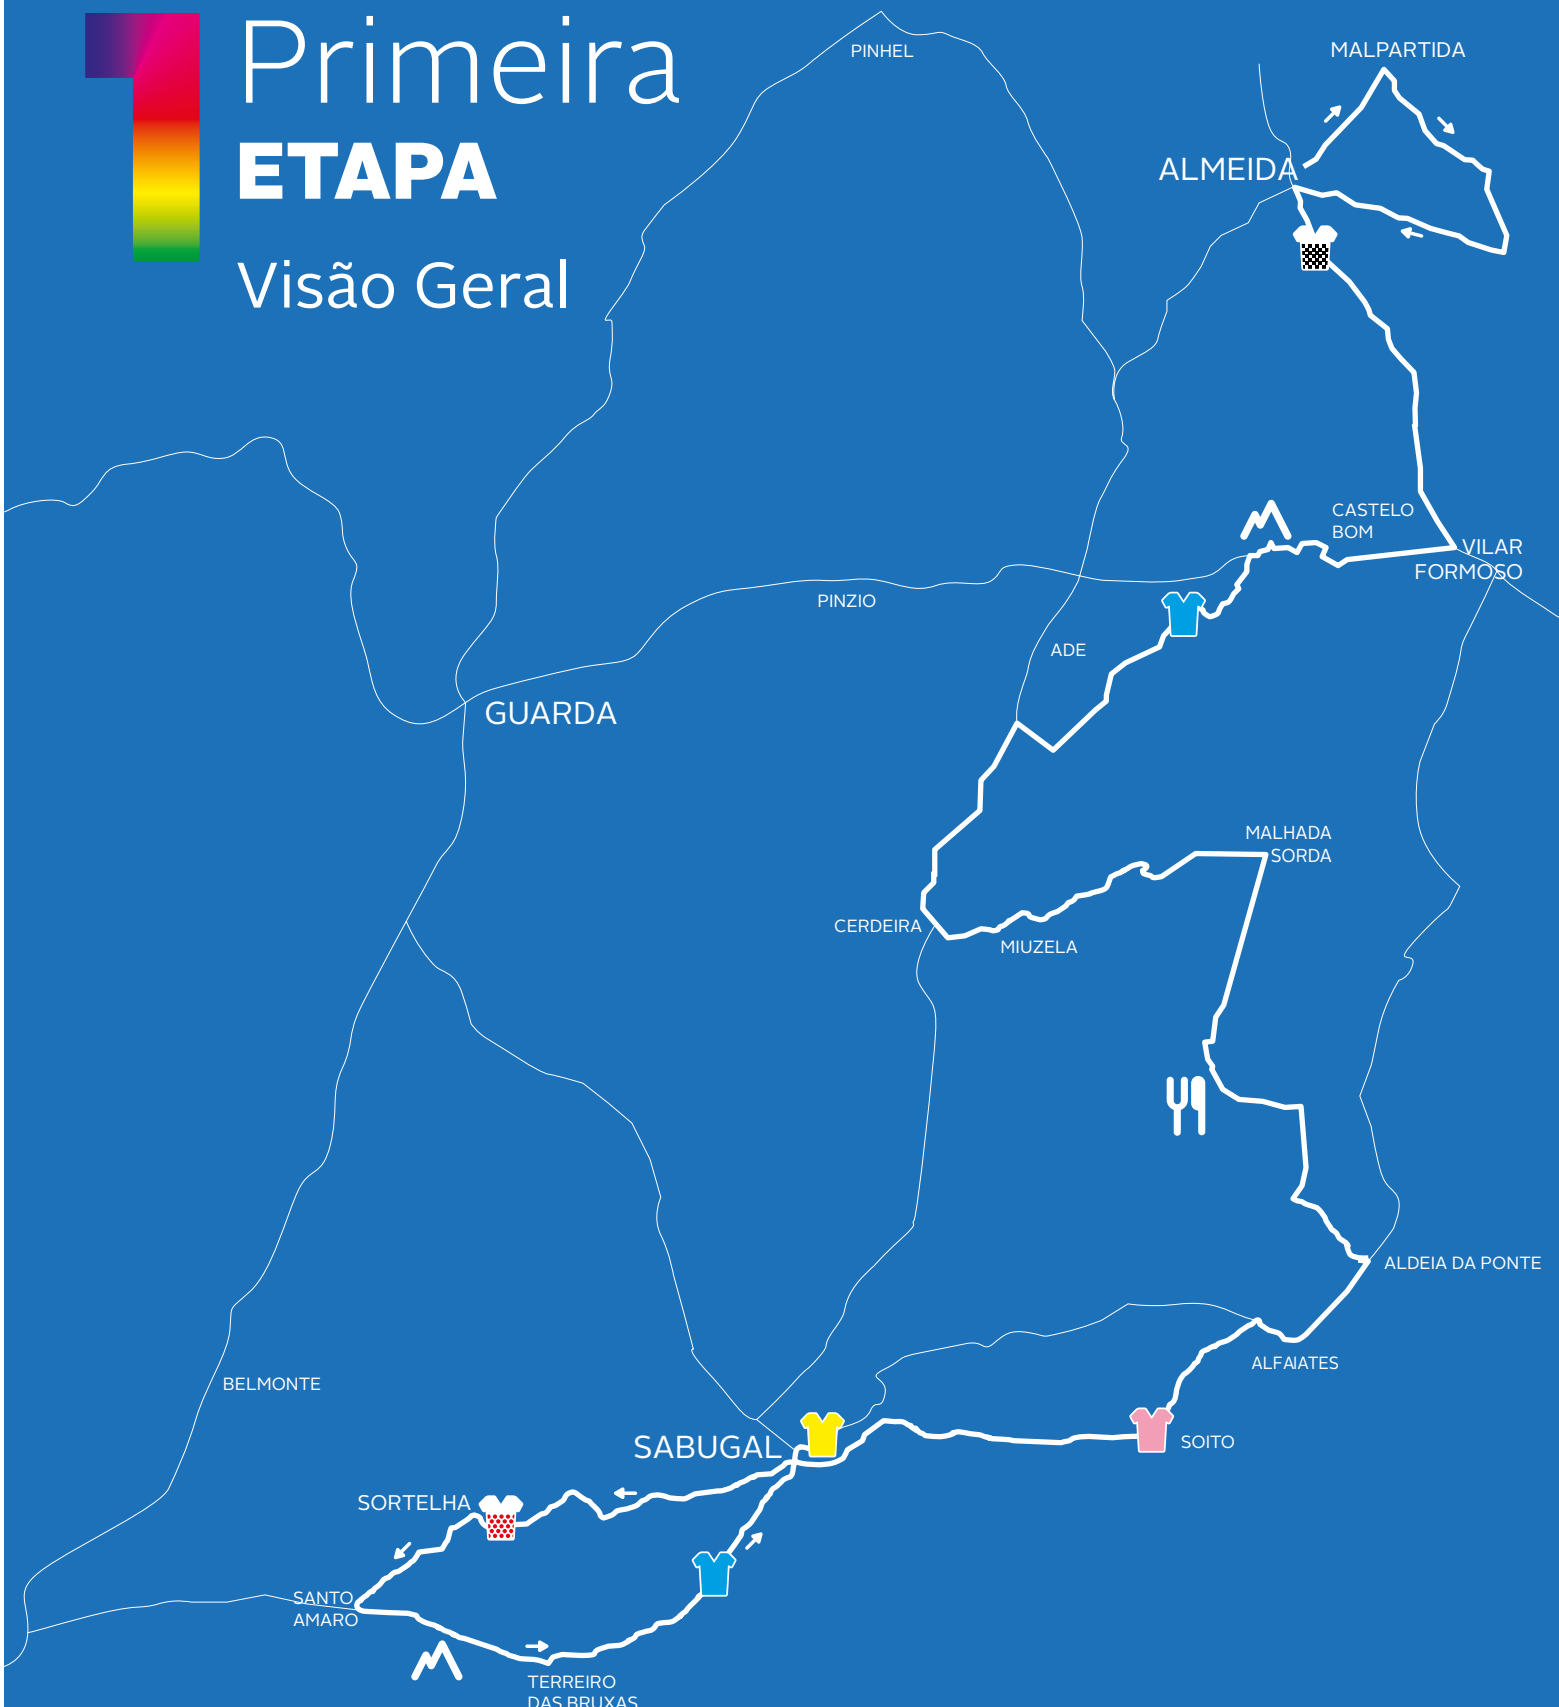 1 Primeira
ETAPA
Visão Geral
PINHEL
MALPARTIDA
ALMEIDA
CASTELO
BOM
VILAR
FORMOSO
PINZIO
ADE
GUARDA
MALHADA
SORDA
CERDEIRA
MIUZELA
ALDEIA DA PONTE
ALFAIATES
BELMONTE
SABUGAL
SOITO
SORTELHA
SANTO
AMARO
TERREIRO
DAS BRUXAS